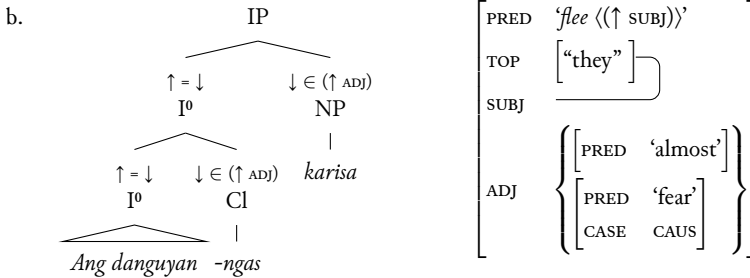 b. IP [PRED 'flee ⟨(↑ SUBJ)⟩'
↑ = ↓ ↓ ∈ (↑ ADJ) TOP ["they"]
I⁰ NP SUBJ
↑ = ↓ ↓ ∈ (↑ ADJ) karisa ADJ {[PRED 'almost']
I⁰ Cl [PRED 'fear'
Ang danguyan -ngas CASE CAUS]}]